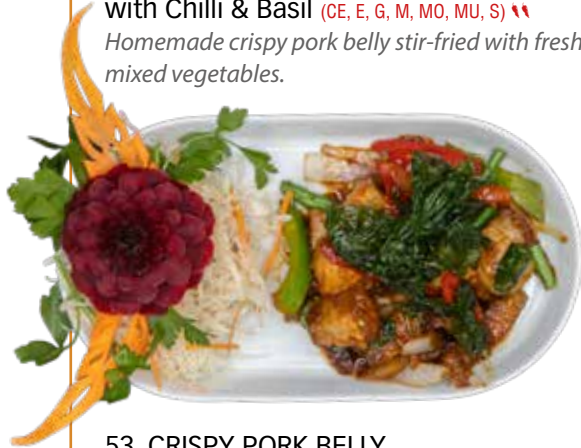 with Chilli & Basil (CE, E, G, M, MO, MU, S)
Homemade crispy pork belly stir-fried with fresh
mixed vegetables.
53. CRISPY PORK BELLY